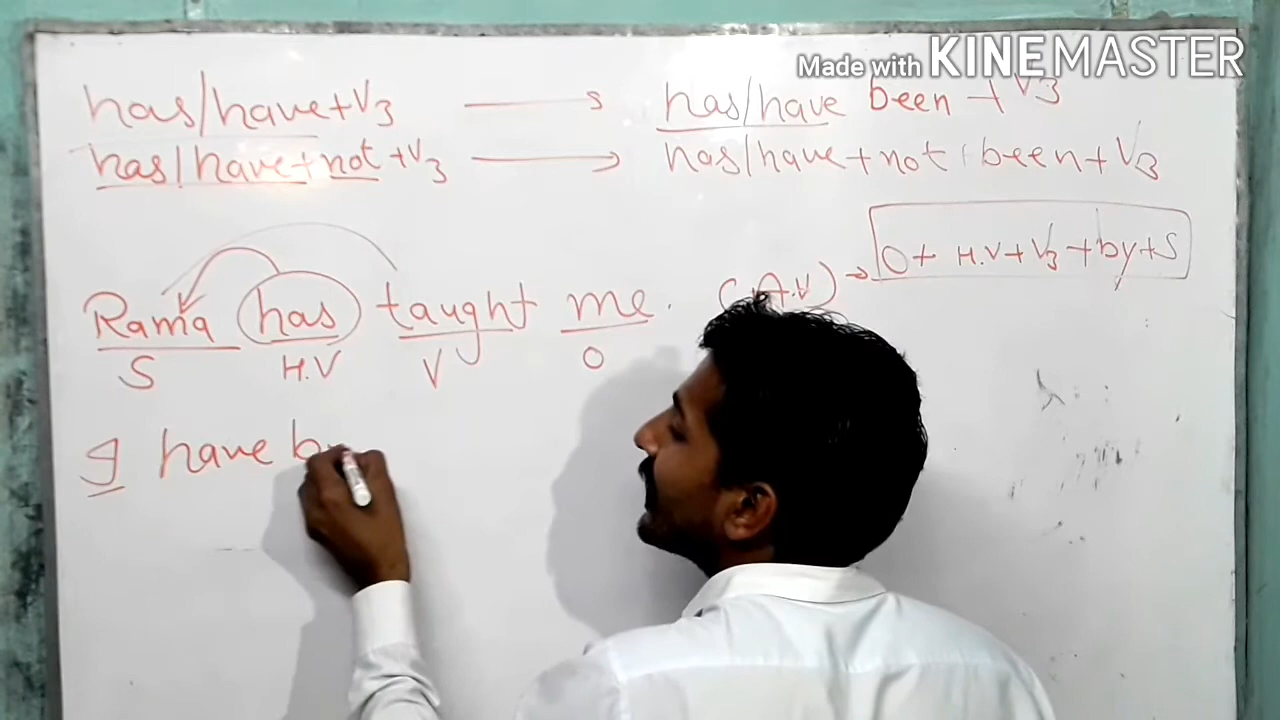 Made with KINEMASTER
has/have+V3 → has/have been + V3
has/have+not+V3 → has/have+not been+V3
O+ H.V+V3+by+S
Rama has taught me. (A.V) →
S H.V V O
I have b